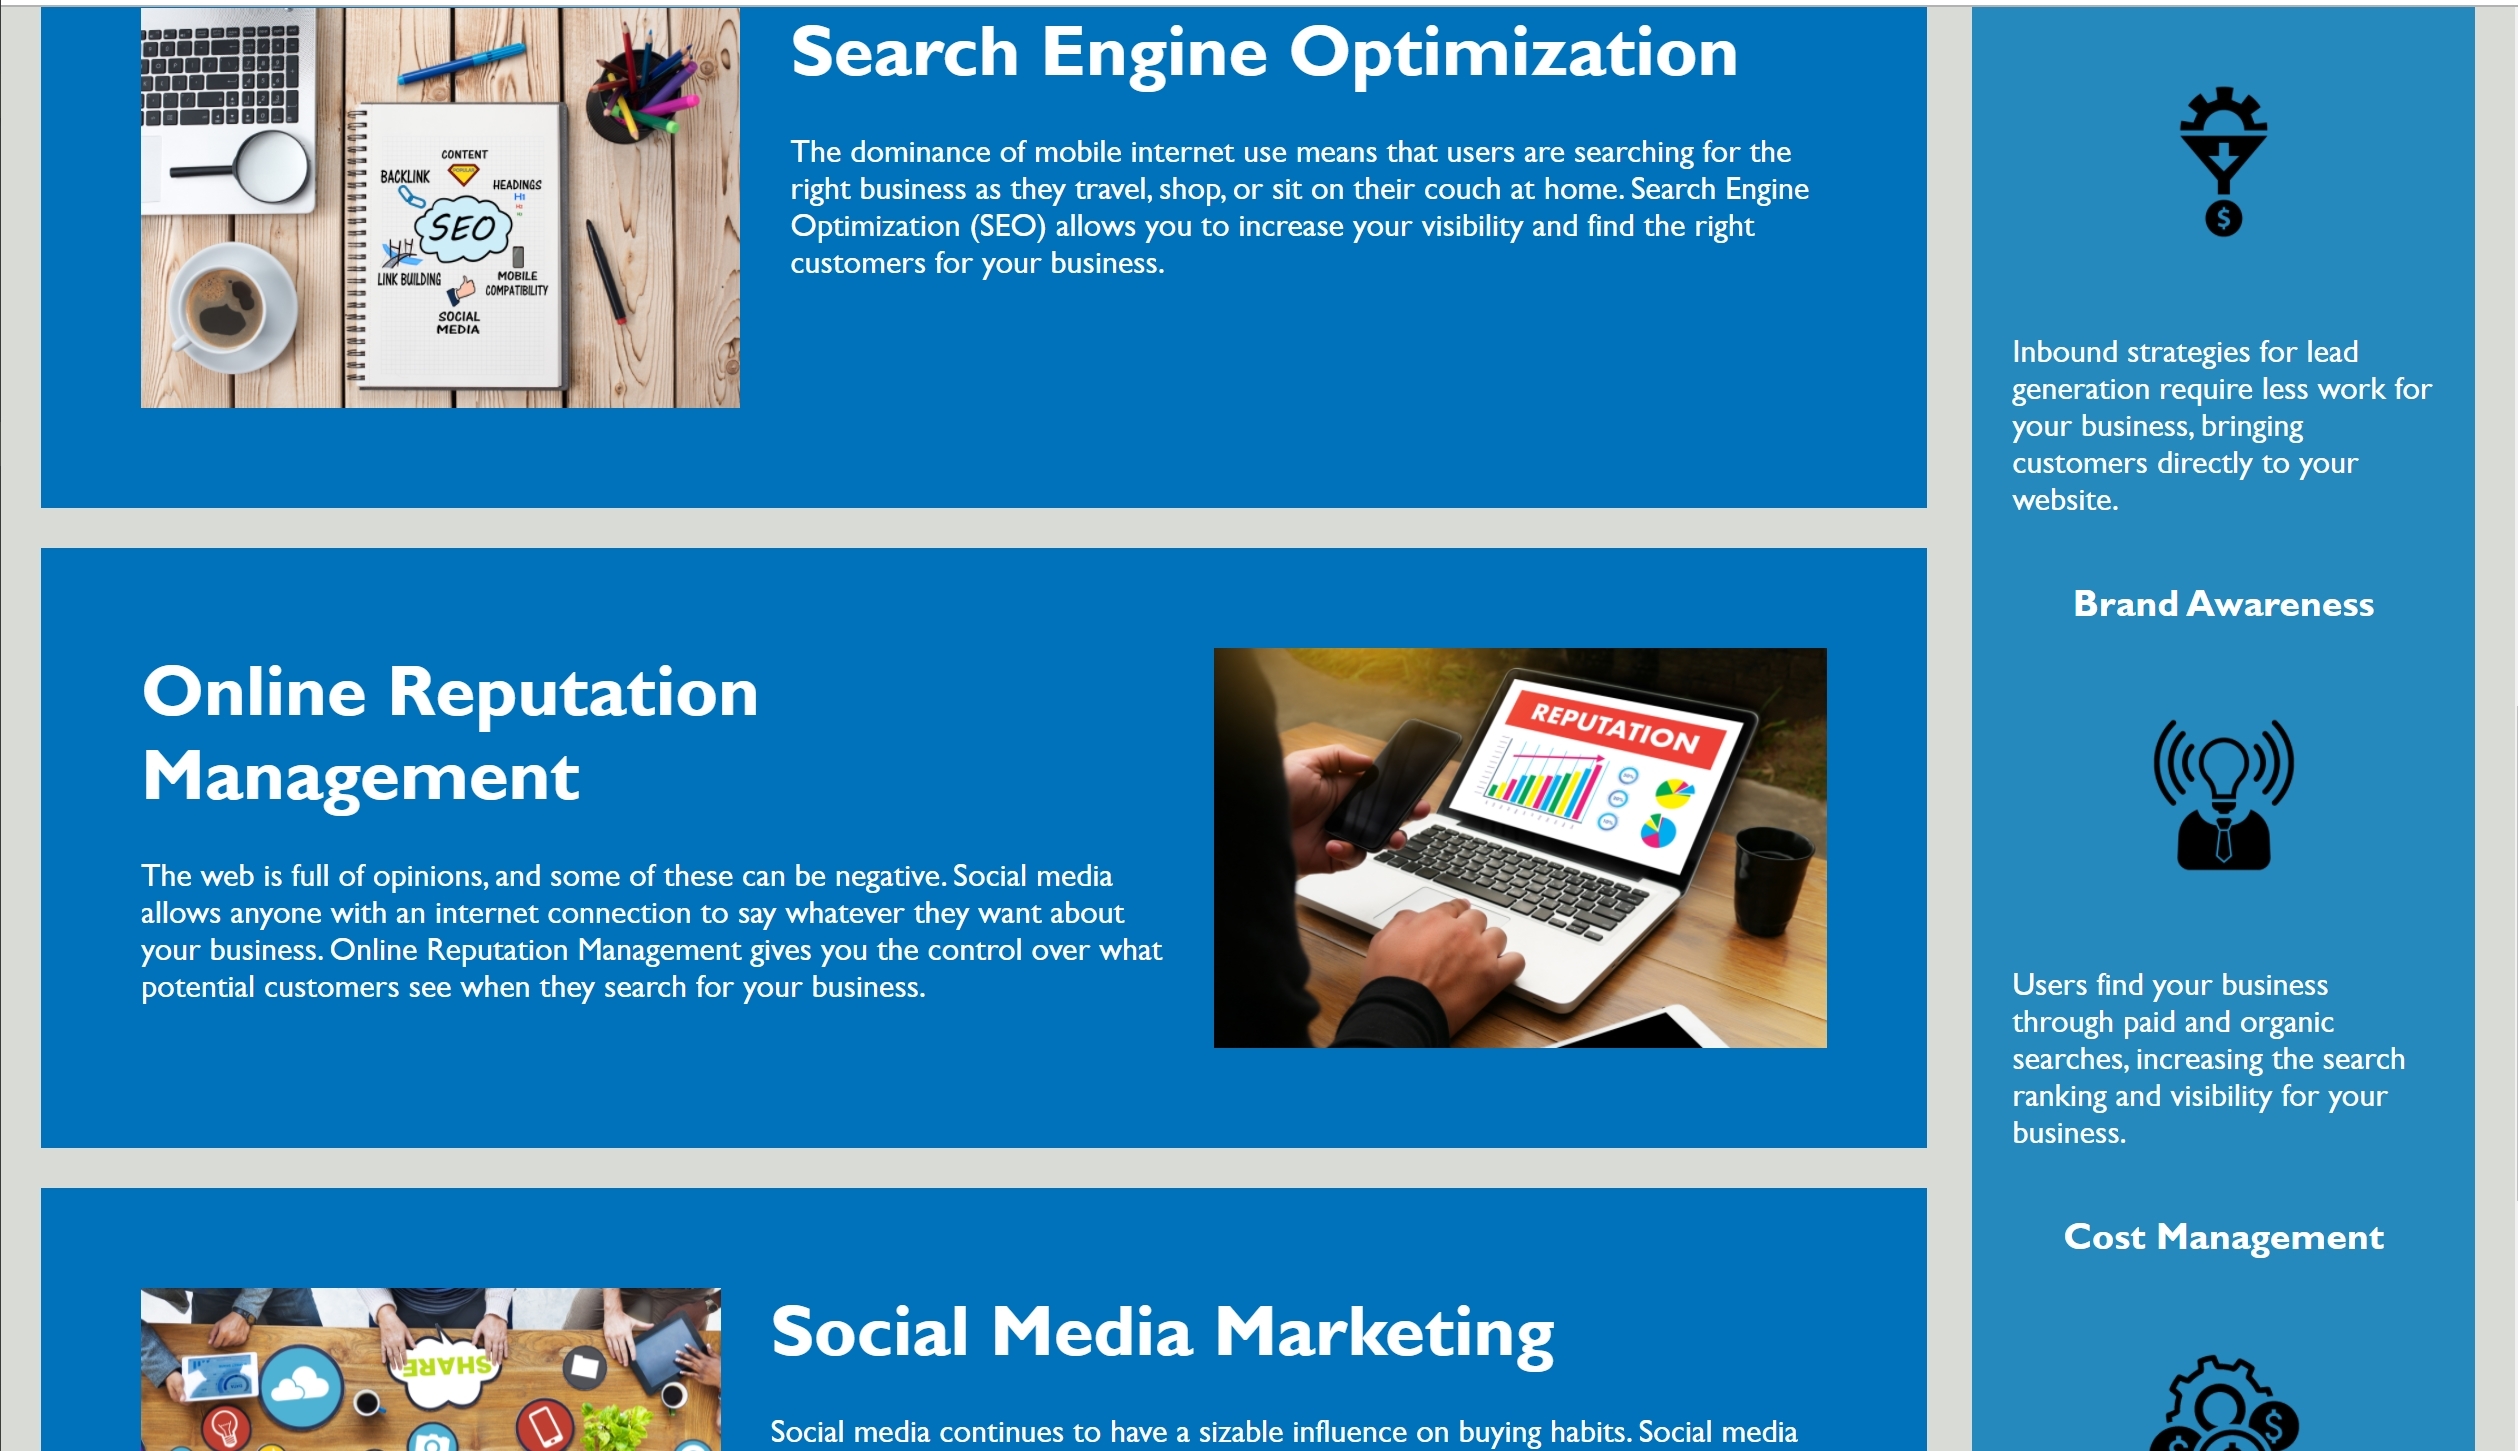 Search Engine Optimization
The dominance of mobile internet use means that users are searching for the
right business as they travel, shop, or sit on their couch at home. Search Engine
Optimization (SEO) allows you to increase your visibility and find the right
customers for your business.
CONTENT
BACKLINK
HEADINGS
H1
SEO
LINK BUILDING
MOBILE
COMPATIBILITY
SOCIAL
MEDIA
Online Reputation
Management
The web is full of opinions, and some of these can be negative. Social media
allows anyone with an internet connection to say whatever they want about
your business. Online Reputation Management gives you the control over what
potential customers see when they search for your business.
REPUTATION
Social Media Marketing
Social media continues to have a sizable influence on buying habits. Social media
SHARE
$
Inbound strategies for lead
generation require less work for
your business, bringing
customers directly to your
website.
Brand Awareness
Users find your business
through paid and organic
searches, increasing the search
ranking and visibility for your
business.
Cost Management
$